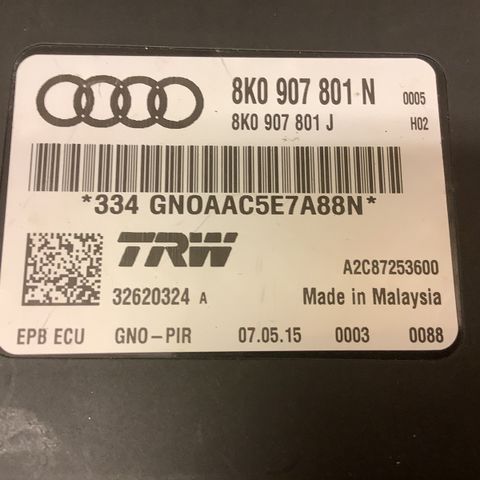 8K0 907 801 N 0005
8K0 907 801 J H02
*334 GNOAAC5E7A88N*
TRW
A2C87253600
32620324 A Made in Malaysia
EPB ECU GNO-PIR 07.05.15 0003 0088